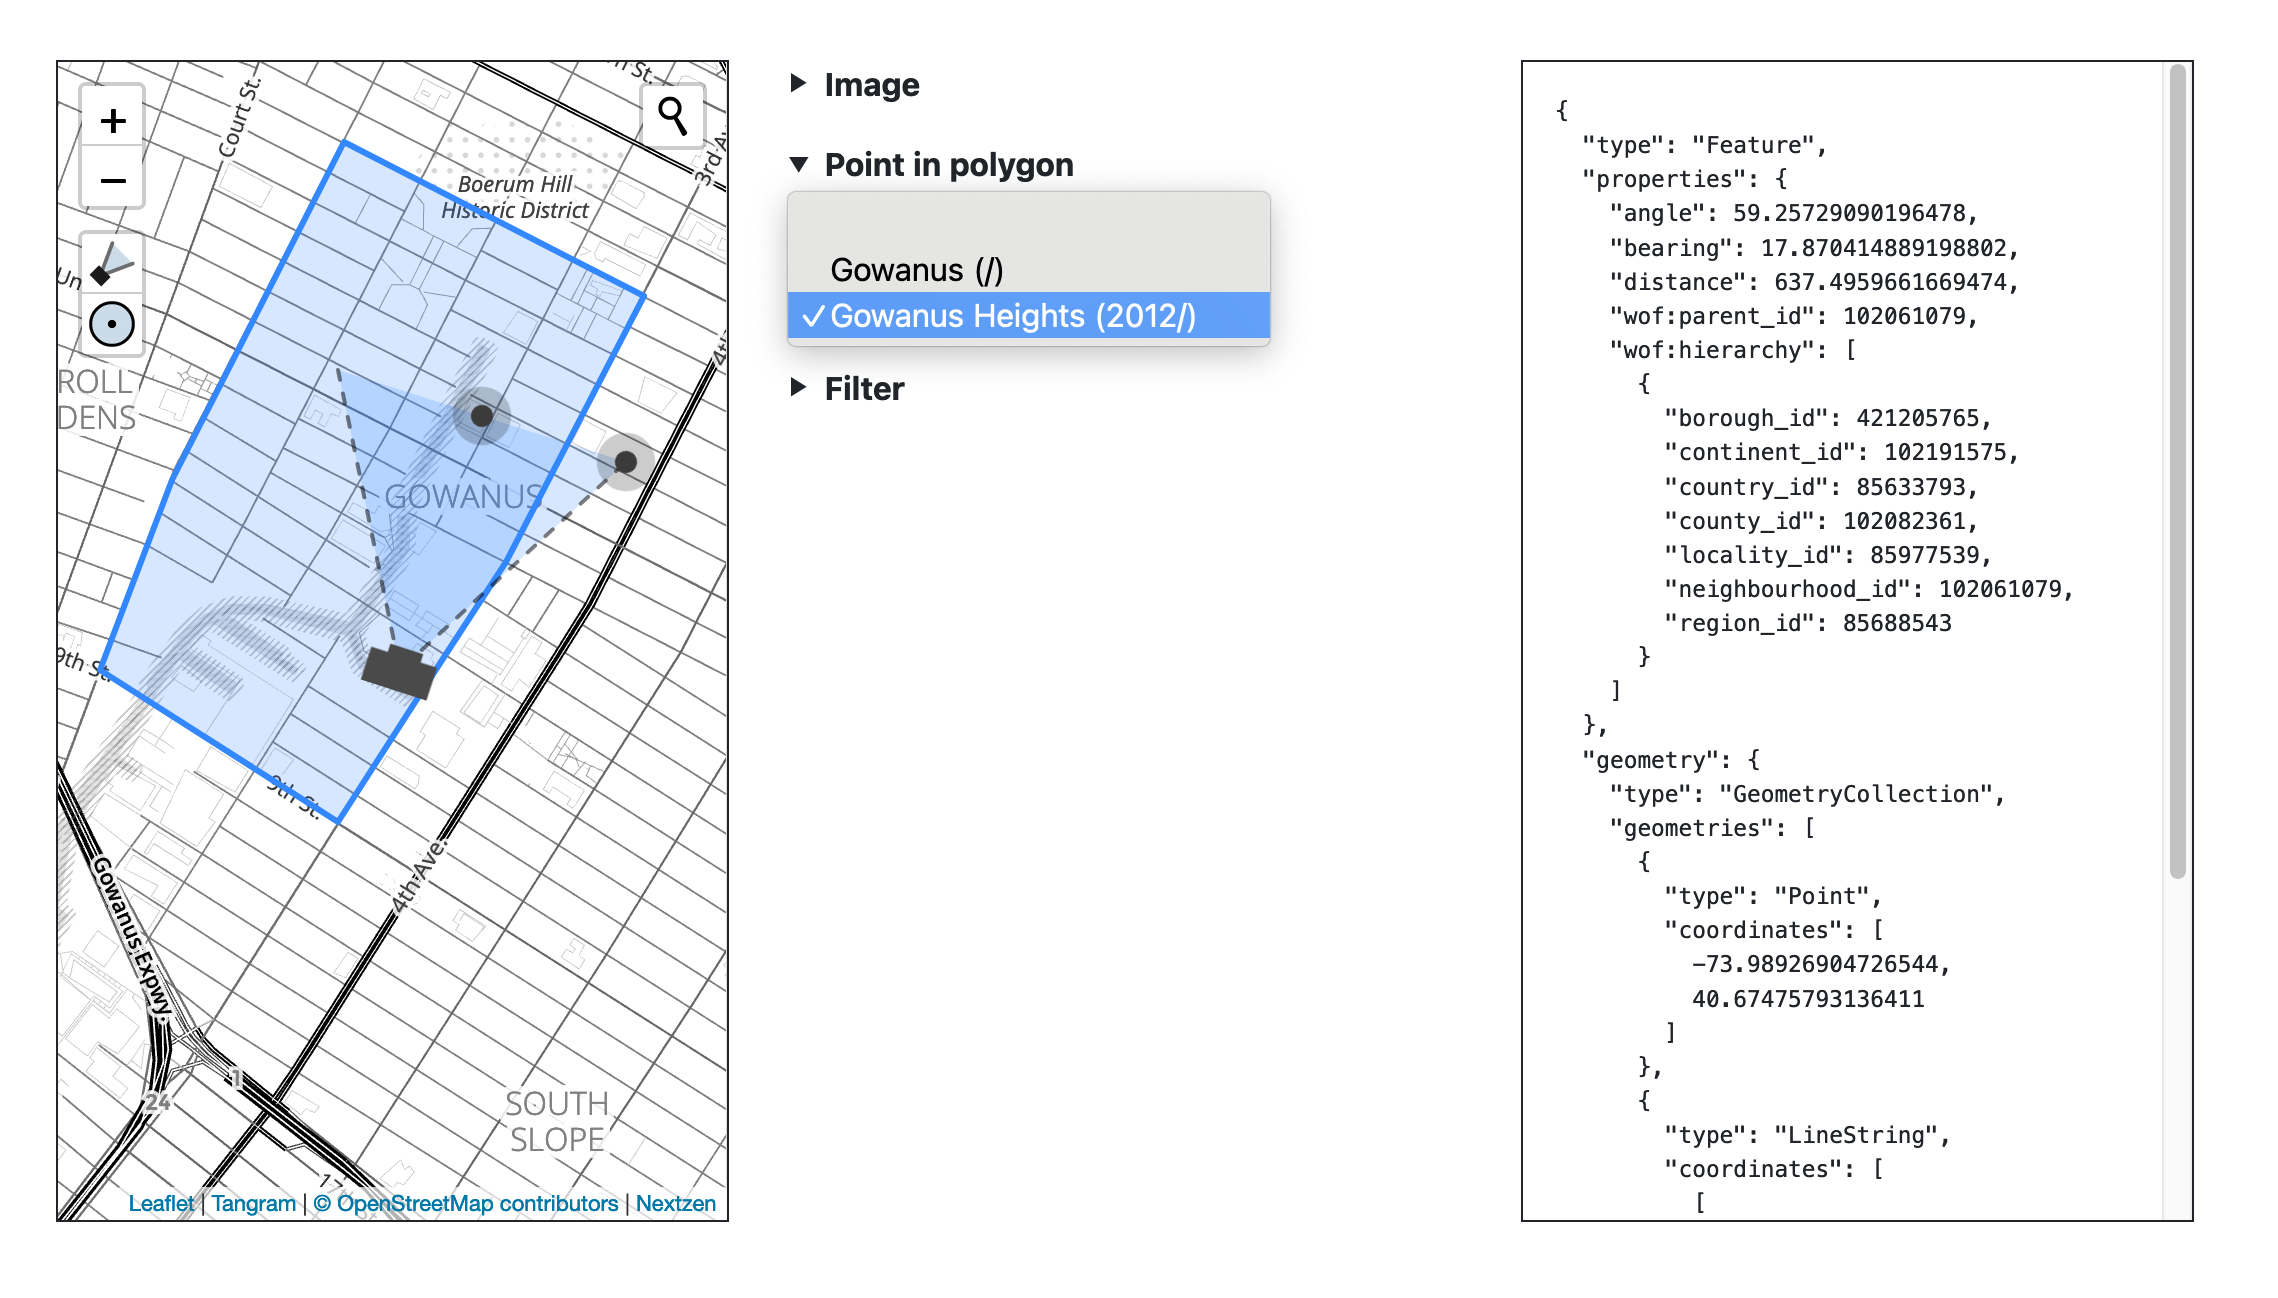 +
−
Court St.
3rd Av
Boerum Hill
Historic District
Un
4th
ROLL
DENS
GOWANUS
9th St.
9th St.
4th Ave.
Gowanus Expwy.
1
24
SOUTH
SLOPE
17
Leaflet | Tangram | © OpenStreetMap contributors | Nextzen
Image
Point in polygon
Gowanus (/)
✓ Gowanus Heights (2012/)
Filter
{
"type": "Feature",
"properties": {
"angle": 59.25729090196478,
"bearing": 17.870414889198802,
"distance": 637.4959661669474,
"wof:parent_id": 102061079,
"wof:hierarchy": [
{
"borough_id": 421205765,
"continent_id": 102191575,
"country_id": 85633793,
"county_id": 102082361,
"locality_id": 85977539,
"neighbourhood_id": 102061079,
"region_id": 85688543
}
]
},
"geometry": {
"type": "GeometryCollection",
"geometries": [
{
"type": "Point",
"coordinates": [
-73.98926904726544,
40.67475793136411
]
},
{
"type": "LineString",
"coordinates": [
[